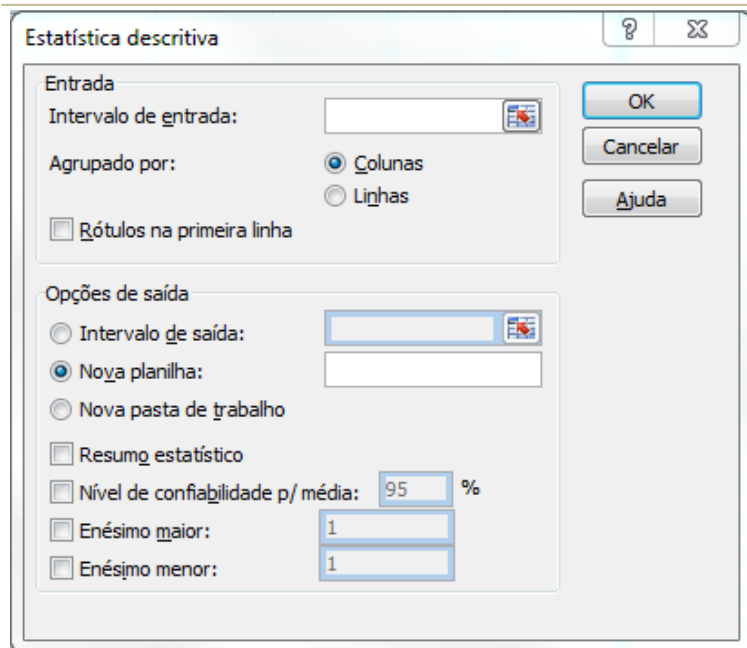 Estatística descritiva
Entrada
Intervalo de entrada:
Agrupado por:
Colunas
Linhas
Rótulos na primeira linha
OK
Cancelar
Ajuda
Opções de saída
Intervalo de saída:
Nova planilha:
Nova pasta de trabalho
Resumo estatístico
Nível de confiabilidade p/ média: 95 %
Enésimo maior: 1
Enésimo menor: 1